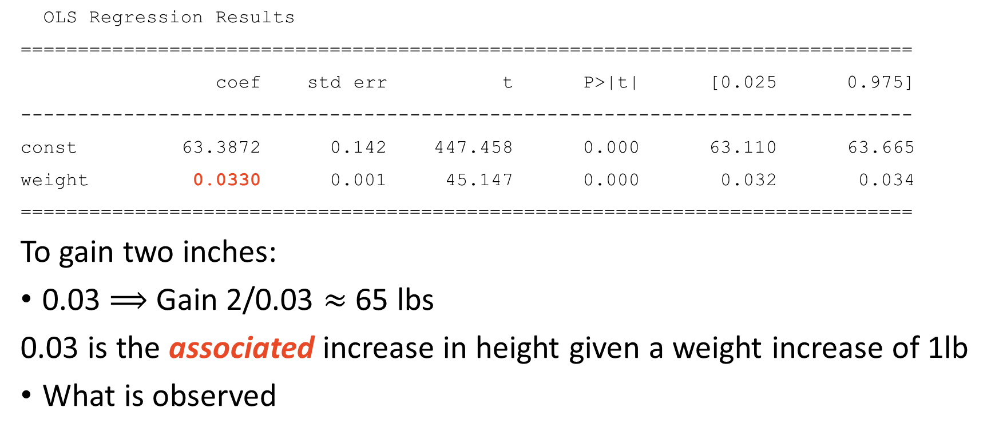 OLS Regression Results
==============================================================================
coef std err t P>|t| [0.025 0.975]
------------------------------------------------------------------------------
const 63.3872 0.142 447.458 0.000 63.110 63.665
weight 0.0330 0.001 45.147 0.000 0.032 0.034
==============================================================================
To gain two inches:
• 0.03 ⟹ Gain 2/0.03 ≈ 65 lbs
0.03 is the associated increase in height given a weight increase of 1lb
• What is observed